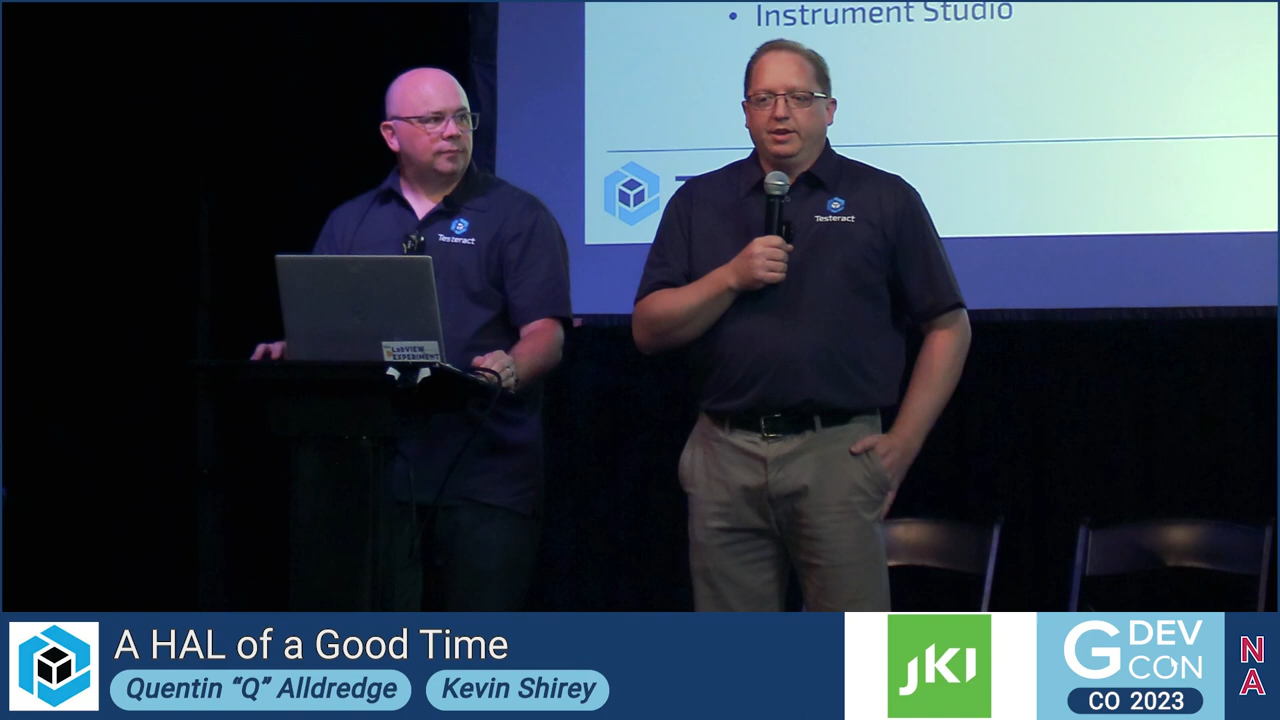 • Instrument Studio
Testeract
Testeract
LabVIEW
EXPERIMENT
A HAL of a Good Time
Quentin “Q” Alldredge
Kevin Shirey
JKI
G DEV
CON
CO 2023
N
A